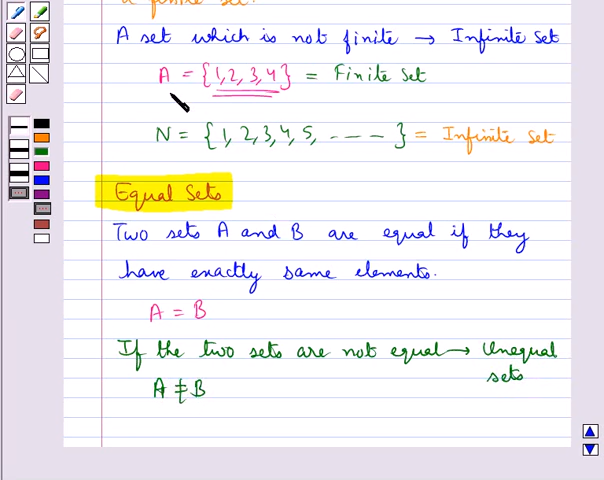 a finite set.
A set which is not finite → Infinite Set
A = {1, 2, 3, 4} = Finite Set
N = {1, 2, 3, 4, 5, - - - - } = Infinite Set
Equal Sets
Two sets A and B are equal if they
have exactly same elements.
A = B
If the two sets are not equal → Unequal
sets
A ≠ B